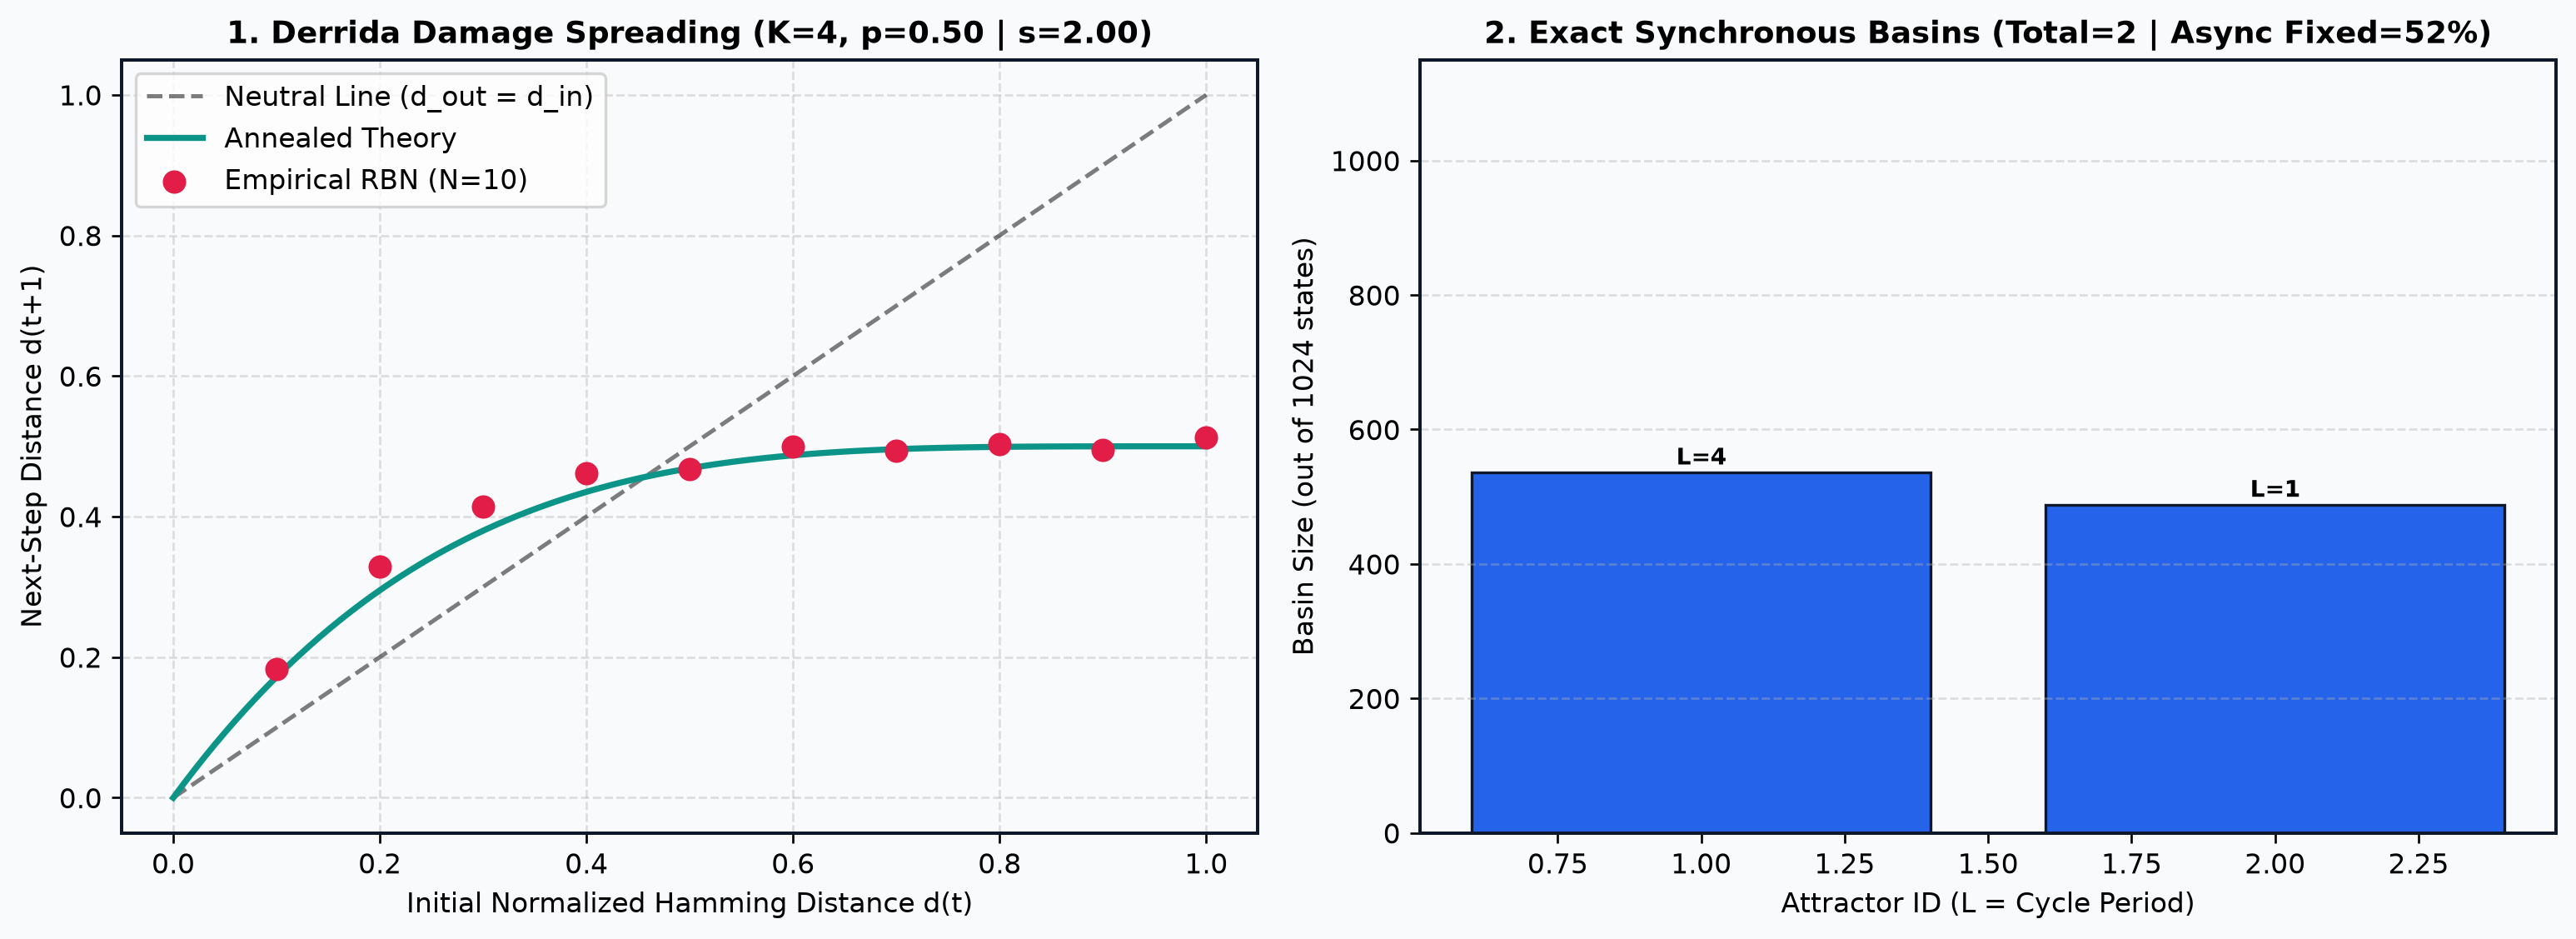 1. Derrida Damage Spreading (K=4, p=0.50 | s=2.00)
Neutral Line (d_out = d_in)
Annealed Theory
Empirical RBN (N=10)
1.0
0.8
0.6
0.4
0.2
0.0
Next-Step Distance d(t+1)
0.0 0.2 0.4 0.6 0.8 1.0
Initial Normalized Hamming Distance d(t)
2. Exact Synchronous Basins (Total=2 | Async Fixed=52%)
1000
800
600
400
200
0
Basin Size (out of 1024 states)
L=4
L=1
0.75 1.00 1.25 1.50 1.75 2.00 2.25
Attractor ID (L = Cycle Period)